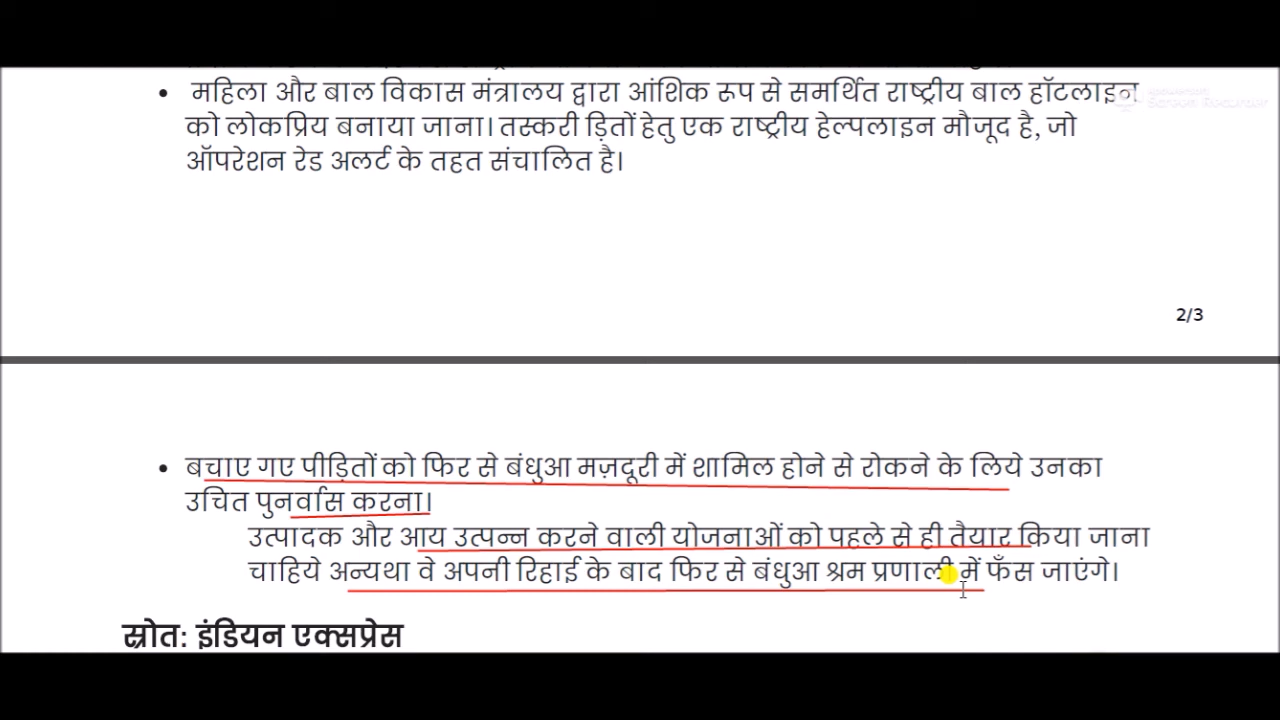 महिला और बाल विकास मंत्रालय द्वारा आंशिक रूप से समर्थित राष्ट्रीय बाल हॉटलाइन
को लोकप्रिय बनाया जाना। तस्करी ड़ितों हेतु एक राष्ट्रीय हेल्पलाइन मौजूद है, जो
ऑपरेशन रेड अलर्ट के तहत संचालित है।
2/3
बचाए गए पीड़ितों को फिर से बंधुआ मज़दूरी में शामिल होने से रोकने के लिये उनका
उचित पुनर्वास करना।
उत्पादक और आय उत्पन्न करने वाली योजनाओं को पहले से ही तैयार किया जाना
चाहिये अन्यथा वे अपनी रिहाई के बाद फिर से बंधुआ श्रम प्रणाली में फँस जाएंगे।
स्रोत: इंडियन एक्सप्रेस